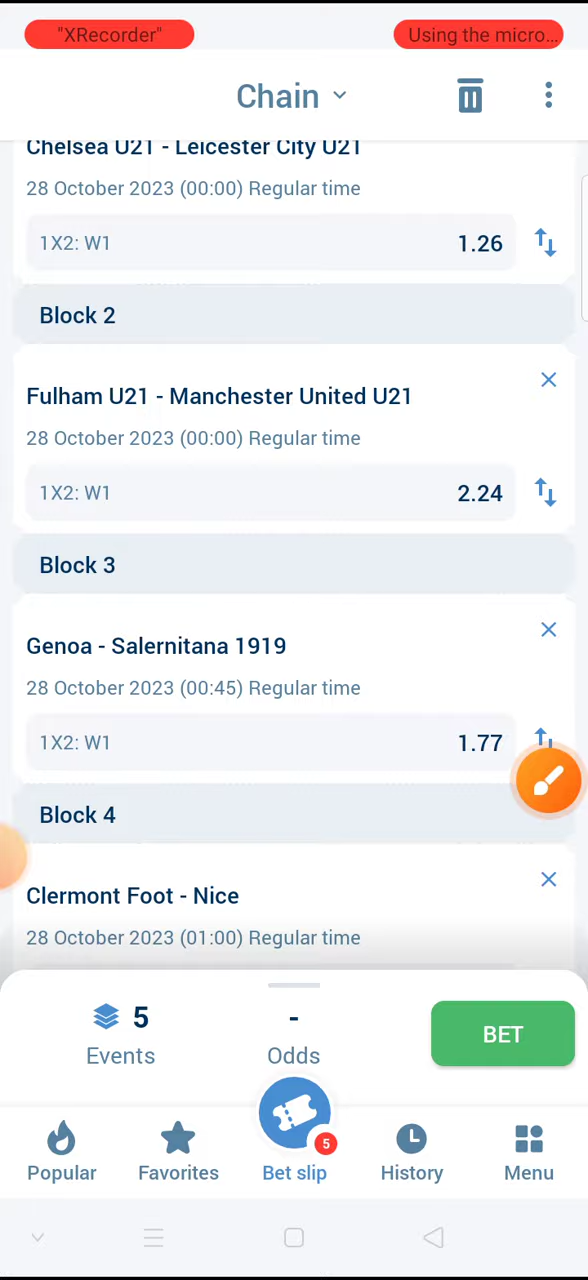 "XRecorder"
Using the micro...
Chain
Chelsea U21 - Leicester City U21
28 October 2023 (00:00) Regular time
1X2: W1
1.26
Block 2
Fulham U21 - Manchester United U21
28 October 2023 (00:00) Regular time
1X2: W1
2.24
Block 3
Genoa - Salernitana 1919
28 October 2023 (00:45) Regular time
1X2: W1
1.77
Block 4
Clermont Foot - Nice
28 October 2023 (01:00) Regular time
5
-
BET
Events
Odds
5
Popular
Favorites
Bet slip
History
Menu